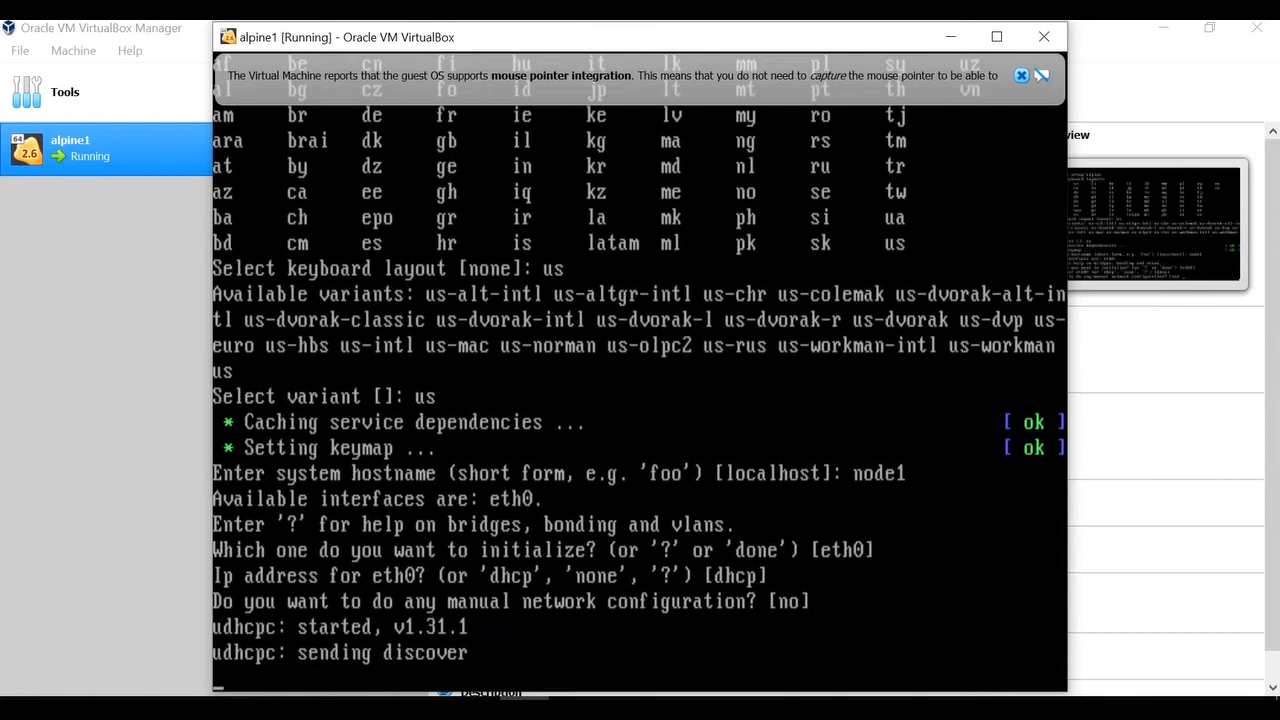 Oracle VM VirtualBox Manager
File Machine Help
Tools
64
2.6
alpine1
Running
alpine1 [Running] - Oracle VM VirtualBox
The Virtual Machine reports that the guest OS supports mouse pointer integration. This means that you do not need to capture the mouse pointer to be able to
af be cn fi hu it lk mm pl sy uz
al bg cz fo id jp lt mt pt th vn
am br de fr ie ke lv my ro tj
ara brai dk gb il kg ma ng rs tm
at by dz ge in kr md nl ru tr
az ca ee gh iq kz me no se tw
ba ch epo gr ir la mk ph si ua
bd cm es hr is latam ml pk sk us
Select keyboard layout [none]: us
Available variants: us-alt-intl us-altgr-intl us-chr us-colemak us-dvorak-alt-in
tl us-dvorak-classic us-dvorak-intl us-dvorak-l us-dvorak-r us-dvorak us-dvp us-
euro us-hbs us-intl us-mac us-norman us-olpc2 us-rus us-workman-intl us-workman
us
Select variant []: us
* Caching service dependencies ... [ ok ]
* Setting keymap ... [ ok ]
Enter system hostname (short form, e.g. 'foo') [localhost]: node1
Available interfaces are: eth0.
Enter '?' for help on bridges, bonding and vlans.
Which one do you want to initialize? (or '?' or 'done') [eth0]
Ip address for eth0? (or 'dhcp', 'none', '?') [dhcp]
Do you want to do any manual network configuration? [no]
udhcpc: started, v1.31.1
udhcpc: sending discover
view
Description